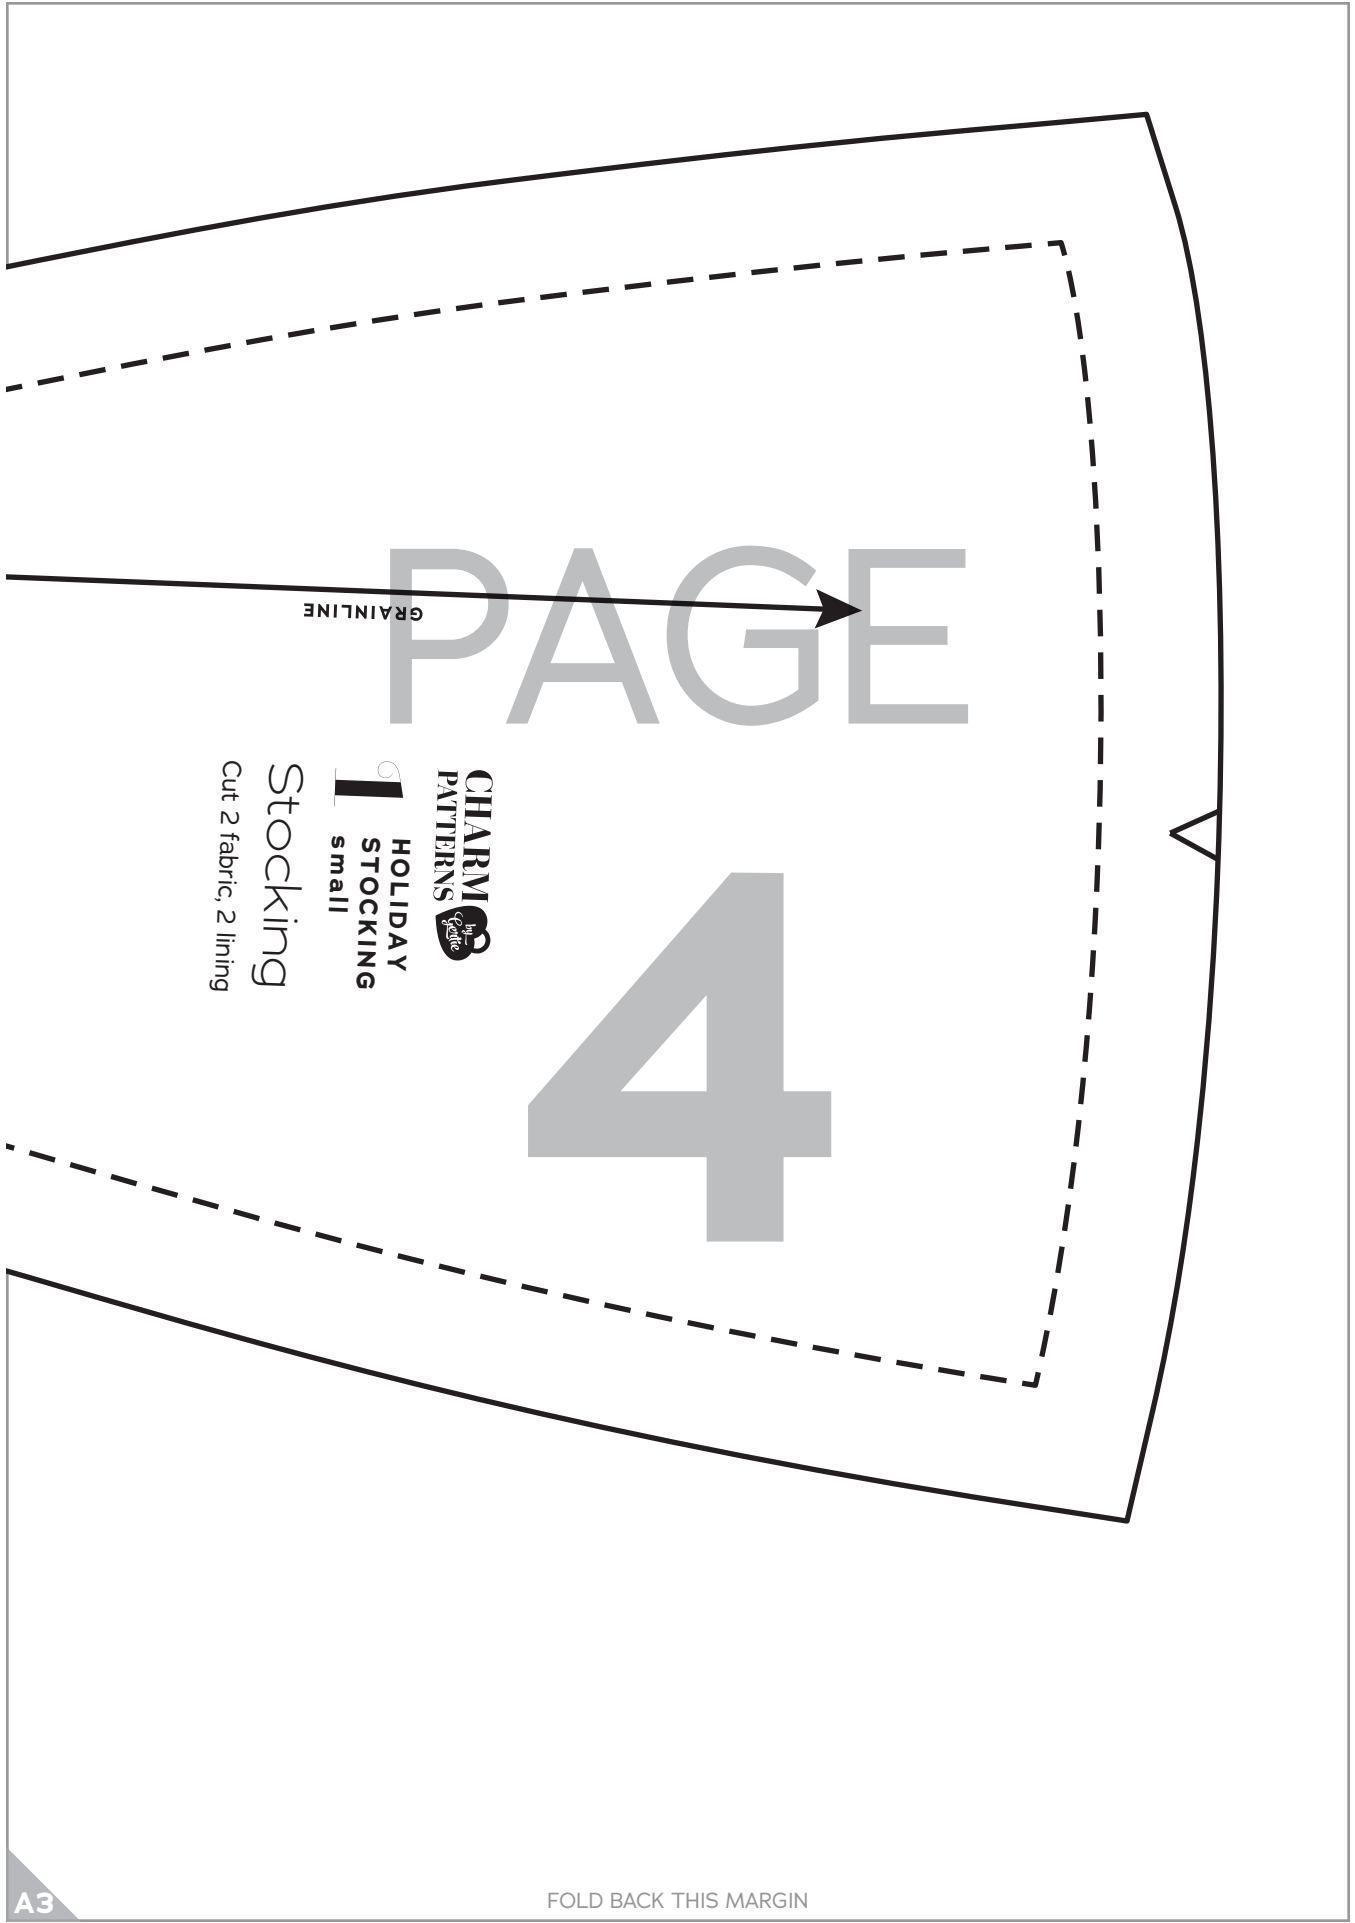 PAGE
4
GRAINLINE
CHARM
PATTERNS
by
Gertie
1
HOLIDAY
STOCKING
small
Stocking
Cut 2 fabric, 2 lining
A3
FOLD BACK THIS MARGIN